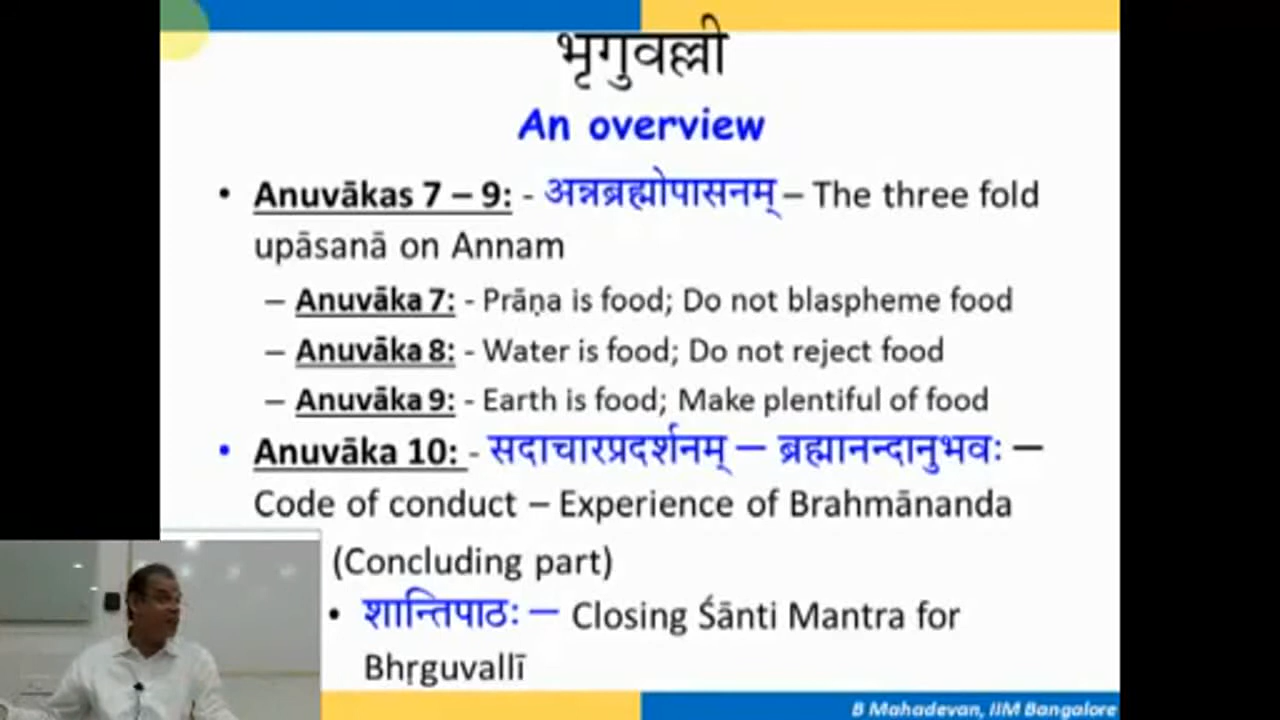 भृगुवल्ली
An overview
• Anuvākas 7 – 9: - अन्नब्रह्मोपासनम् – The three fold
upāsanā on Annam
– Anuvāka 7: - Prāṇa is food; Do not blaspheme food
– Anuvāka 8: - Water is food; Do not reject food
– Anuvāka 9: - Earth is food; Make plentiful of food
• Anuvāka 10: - सदाचारप्रदर्शनम् – ब्रह्मानन्दानुभवः –
Code of conduct – Experience of Brahmānanda
(Concluding part)
• शान्तिपाठः – Closing Śānti Mantra for
Bhṛguvallī
B Mahadevan, IIM Bangalore